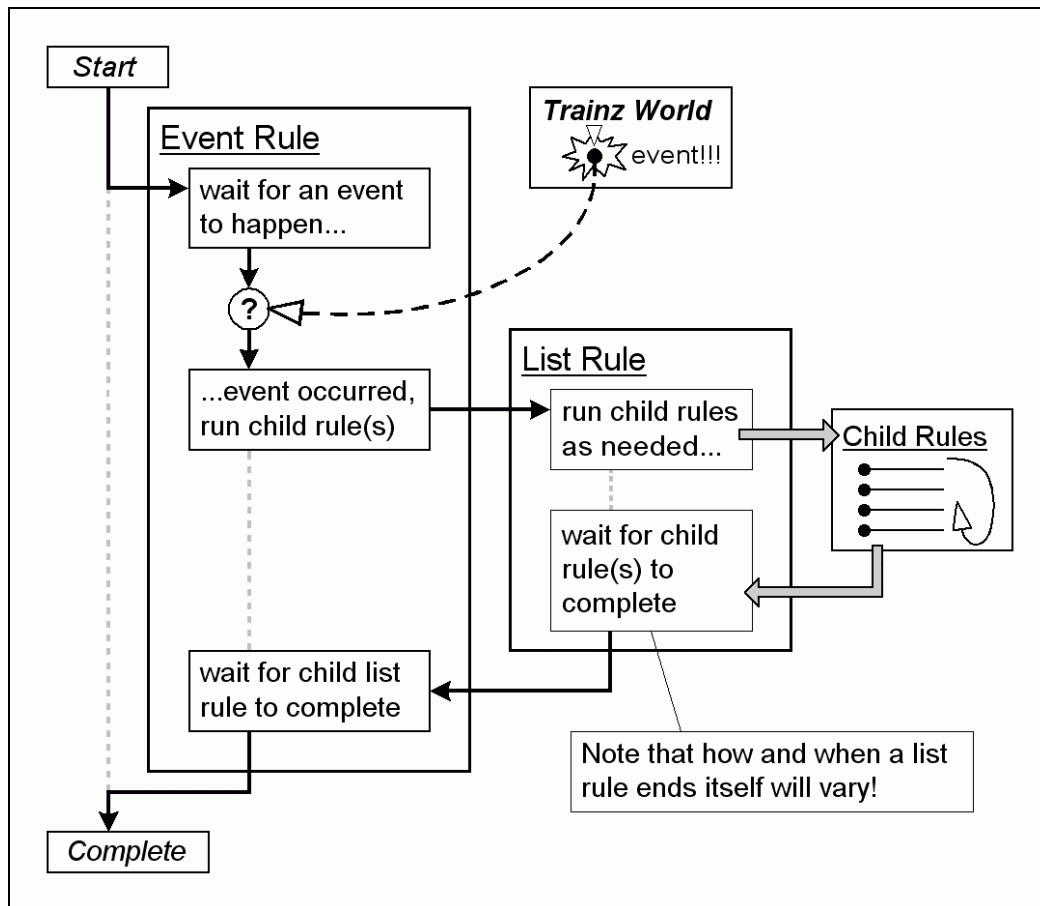 Start
Event Rule
wait for an event
to happen...
?
...event occurred,
run child rule(s)
wait for child list
rule to complete
Complete
Trainz World
event!!!
List Rule
run child rules
as needed...
wait for child
rule(s) to
complete
Child Rules
Note that how and when a list
rule ends itself will vary!